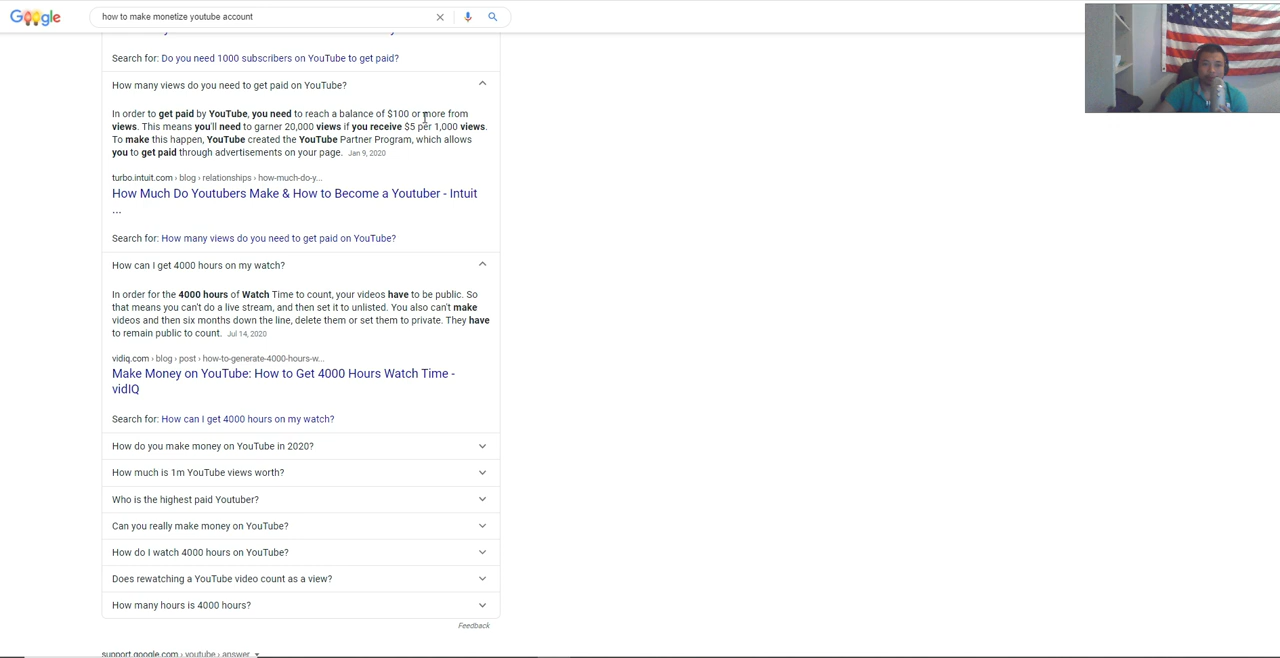 Google
how to make monetize youtube account
Search for: Do you need 1000 subscribers on YouTube to get paid?
How many views do you need to get paid on YouTube?
In order to get paid by YouTube, you need to reach a balance of $100 or more from
views. This means you'll need to garner 20,000 views if you receive $5 per 1,000 views.
To make this happen, YouTube created the YouTube Partner Program, which allows
you to get paid through advertisements on your page. Jan 9, 2020
turbo.intuit.com › blog › relationships › how-much-do-y...
How Much Do Youtubers Make & How to Become a Youtuber - Intuit
...
Search for: How many views do you need to get paid on YouTube?
How can I get 4000 hours on my watch?
In order for the 4000 hours of Watch Time to count, your videos have to be public. So
that means you can't do a live stream, and then set it to unlisted. You also can't make
videos and then six months down the line, delete them or set them to private. They have
to remain public to count. Jul 14, 2020
vidiq.com › blog › post › how-to-generate-4000-hours-w...
Make Money on YouTube: How to Get 4000 Hours Watch Time -
vidIQ
Search for: How can I get 4000 hours on my watch?
How do you make money on YouTube in 2020?
How much is 1m YouTube views worth?
Who is the highest paid Youtuber?
Can you really make money on YouTube?
How do I watch 4000 hours on YouTube?
Does rewatching a YouTube video count as a view?
How many hours is 4000 hours?
Feedback
support.google.com › youtube › answer